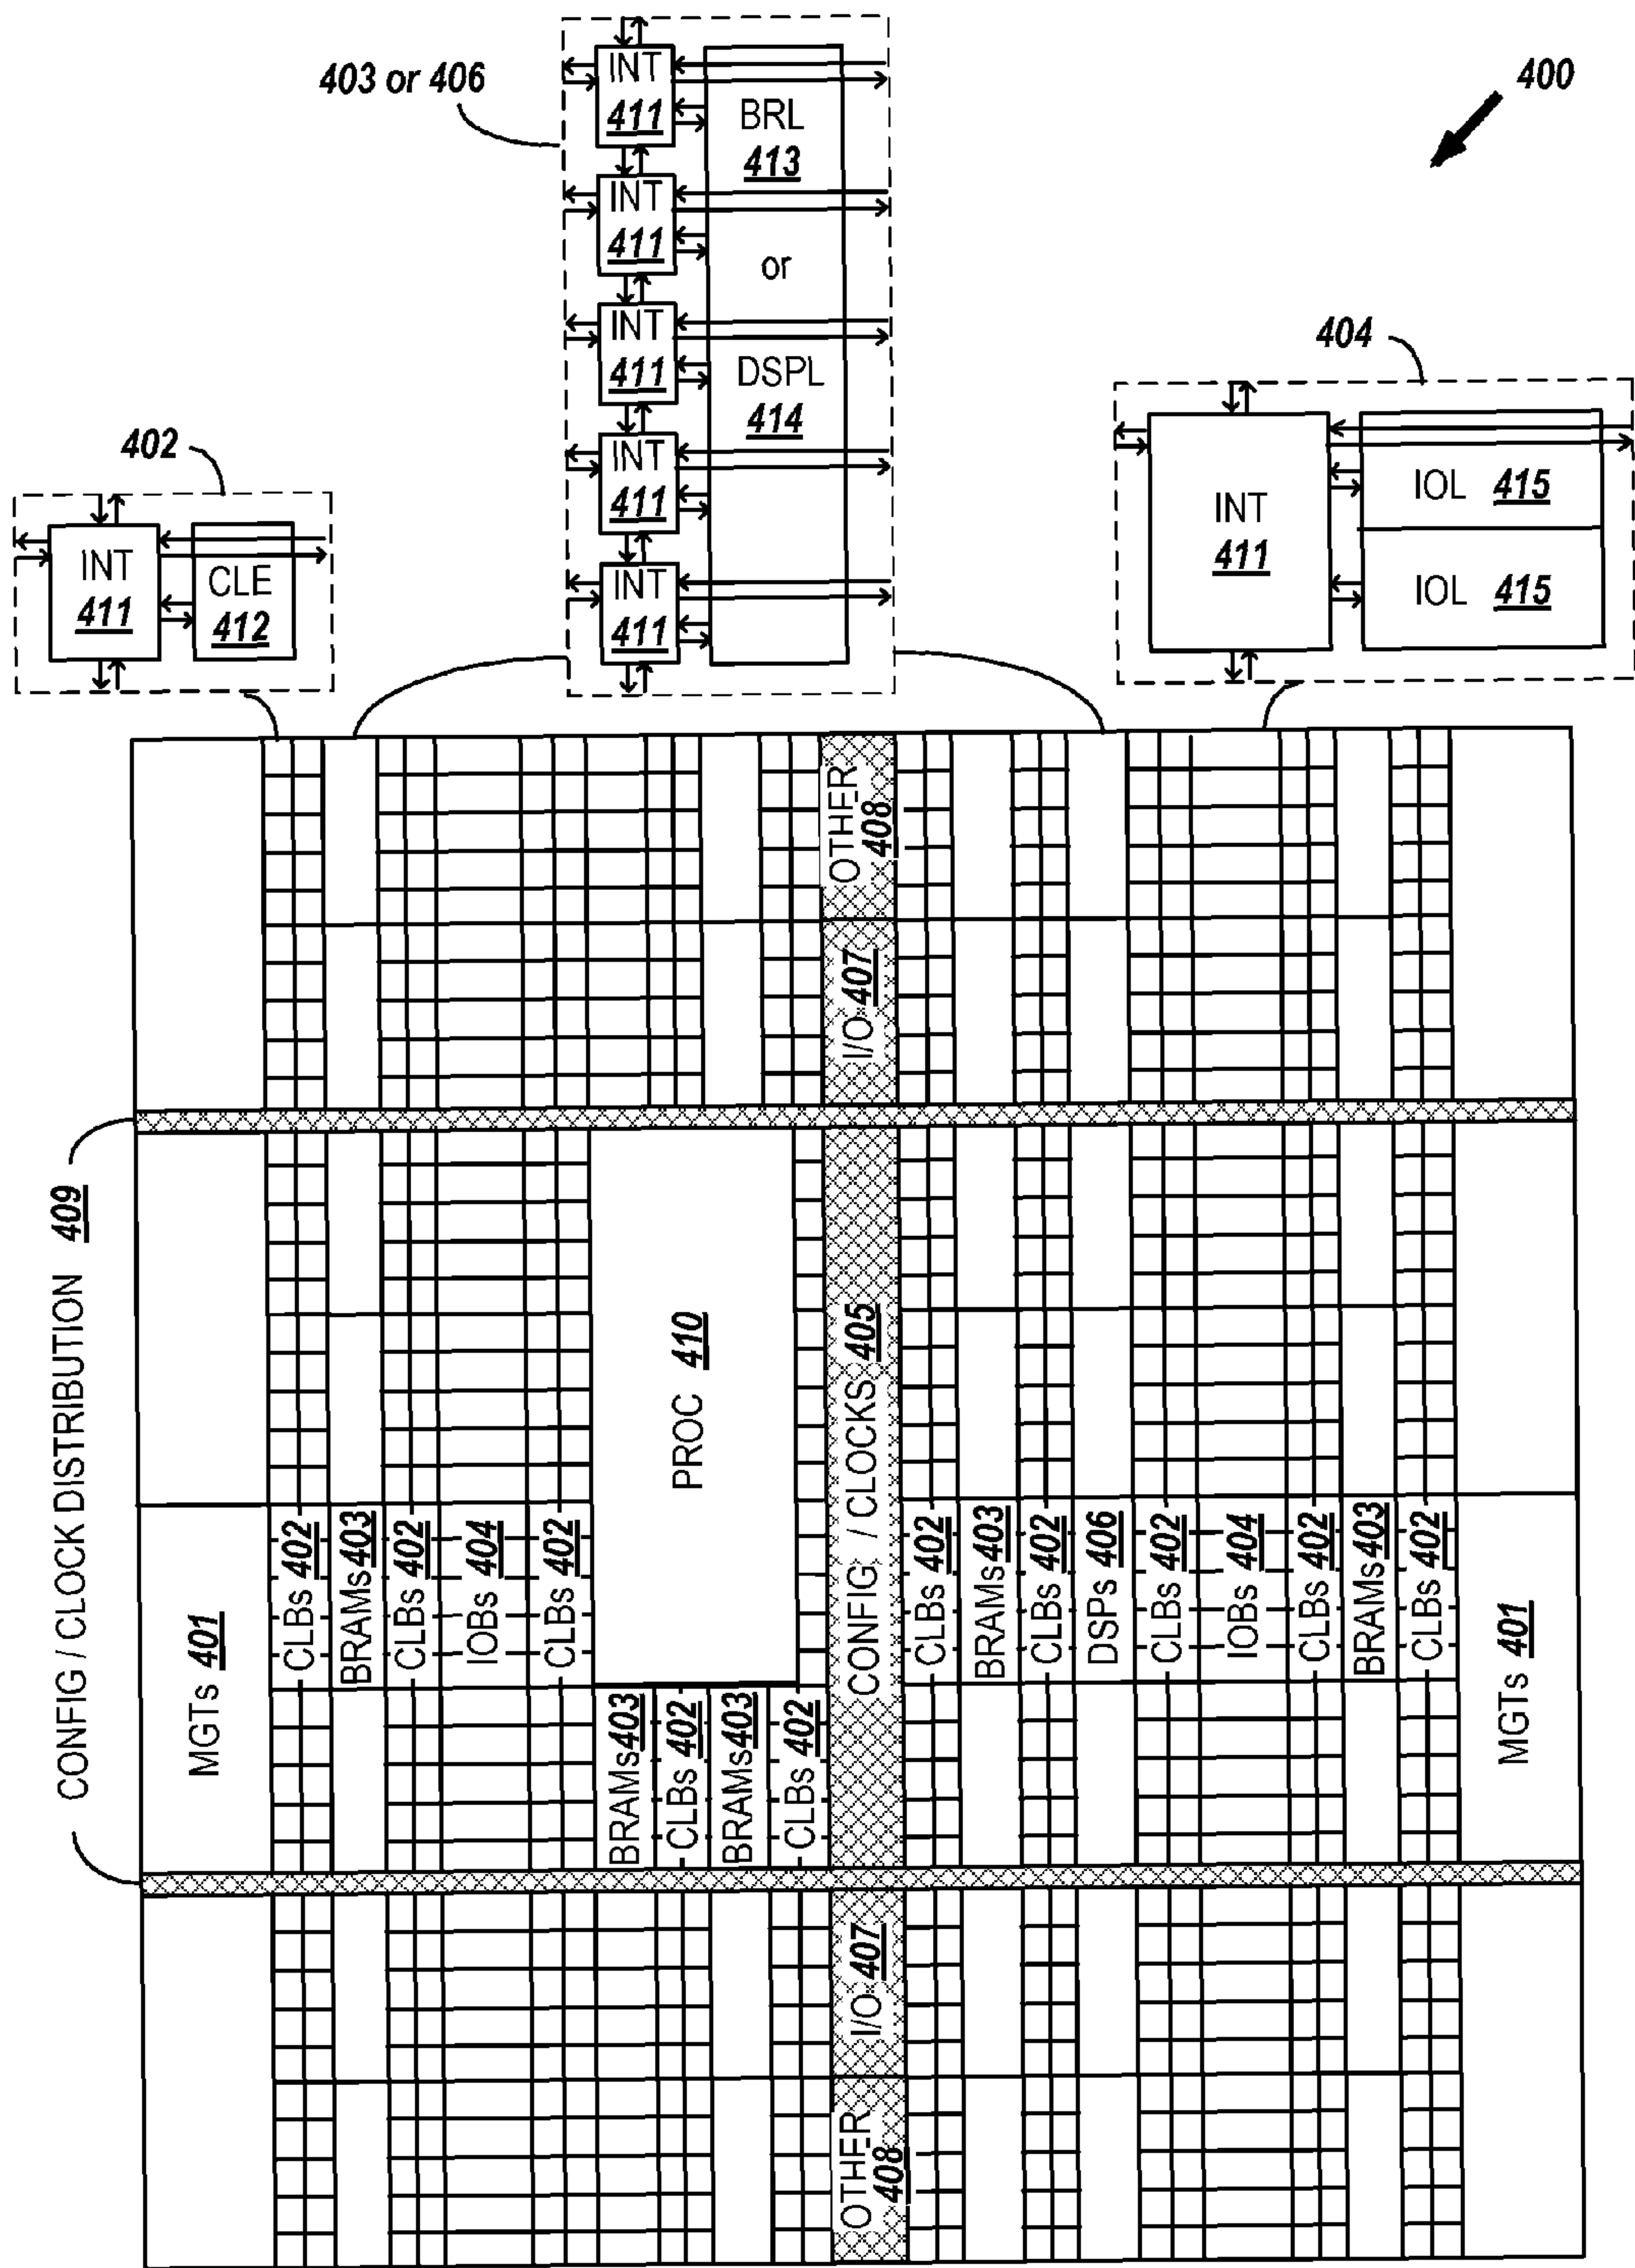 400
403 or 406
INT
411
INT
411
INT
411
INT
411
INT
411
BRL
413
or
DSPL
414
404
INT
411
IOL 415
IOL 415
402
INT
411
CLE
412
OTHER
408
I/O 407
CONFIG / CLOCK DISTRIBUTION 409
MGTs 401
CLBs 402
BRAMs 403
CLBs 402
IOBs 404
CLBs 402
PROC 410
BRAMs 403
CLBs 402
BRAMs 403
CLBs 402
CONFIG / CLOCKS 405
CLBs 402
BRAMs 403
CLBs 402
DSPs 406
CLBs 402
IOBs 404
CLBs 402
BRAMs 403
CLBs 402
MGTs 401
I/O 407
OTHER
408